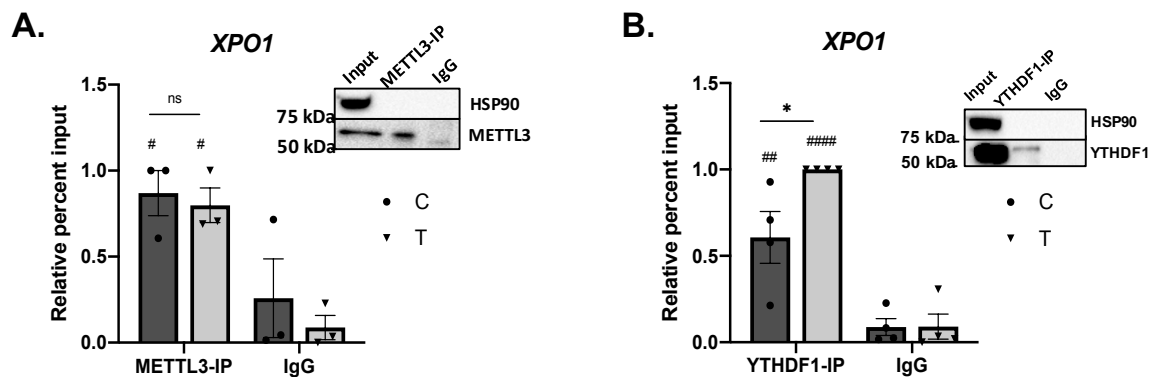 A.
XPO1
Relative percent input
1.5
1.0
0.5
0.0
ns
#
#
METTL3-IP
IgG
Input
METTL3-IP
IgG
75 kDa
50 kDa
HSP90
METTL3
C
T
B.
XPO1
Relative percent input
1.5
1.0
0.5
0.0
*
##
####
YTHDF1-IP
IgG
Input
YTHDF1-IP
IgG
75 kDa
50 kDa
HSP90
YTHDF1
C
T